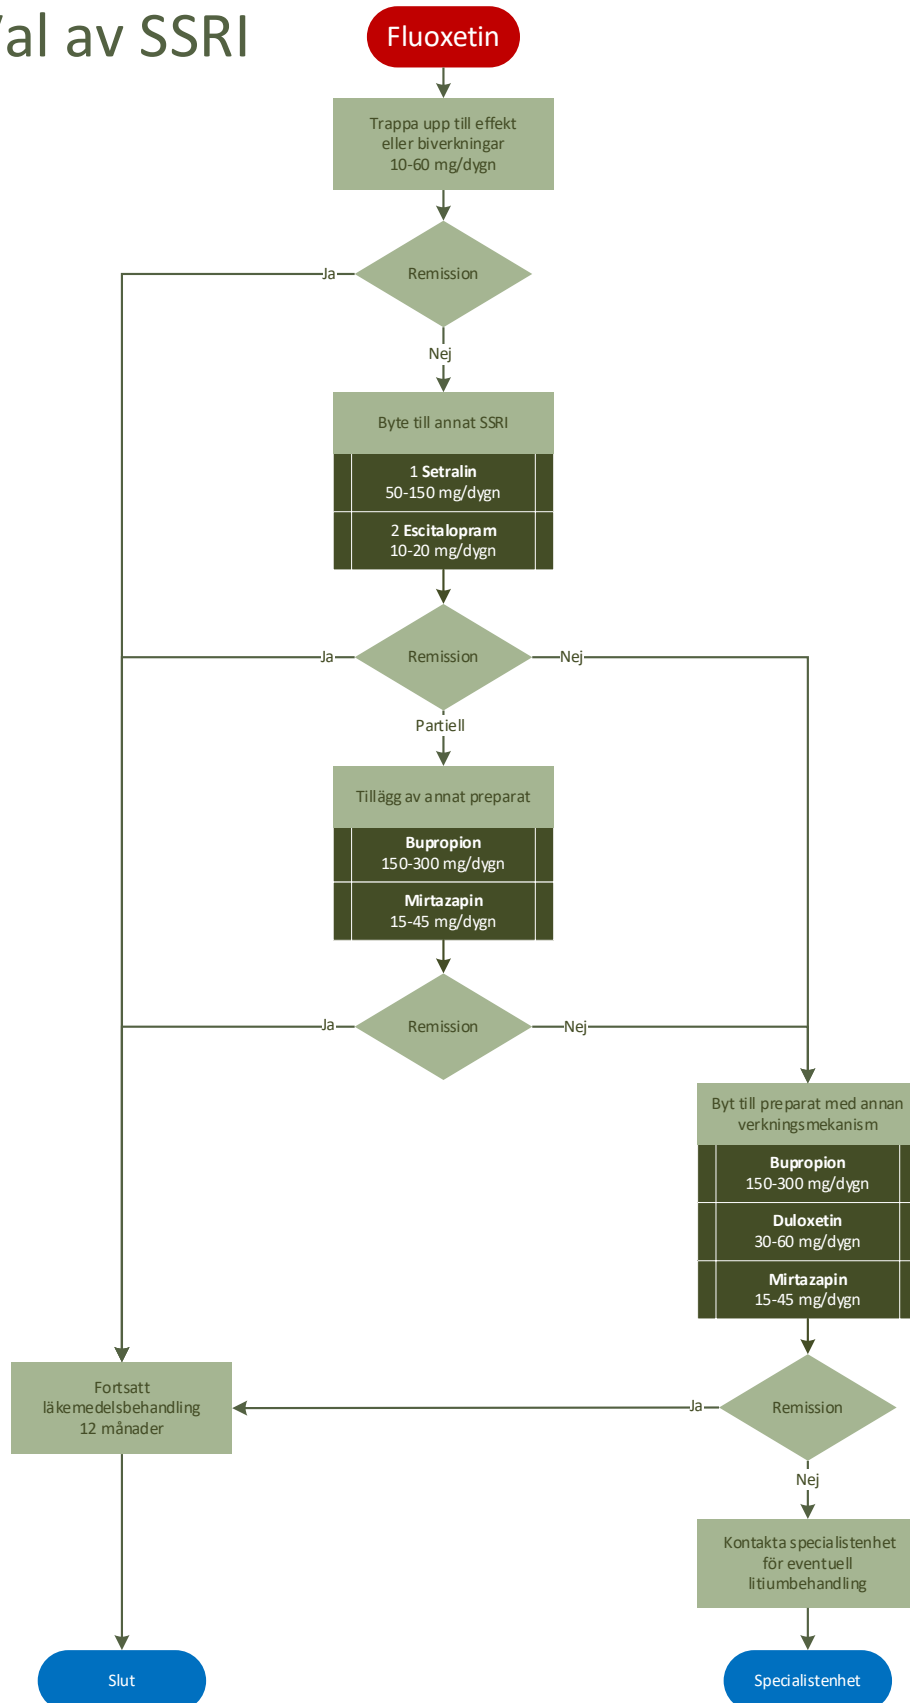 al av SSRI
Fluoxetin
Trappa upp till effekt
eller biverkningar
10-60 mg/dygn
Remission
Ja
Nej
Byte till annat SSRI
1 Setralin
50-150 mg/dygn
2 Escitalopram
10-20 mg/dygn
Remission
Ja
Nej
Partiell
Tillägg av annat preparat
Bupropion
150-300 mg/dygn
Mirtazapin
15-45 mg/dygn
Remission
Ja
Nej
Byt till preparat med annan
verkningsmekanism
Bupropion
150-300 mg/dygn
Duloxetin
30-60 mg/dygn
Mirtazapin
15-45 mg/dygn
Remission
Ja
Nej
Fortsatt
läkemedelsbehandling
12 månader
Kontakta specialistenhet
för eventuell
litiumbehandling
Slut
Specialistenhet